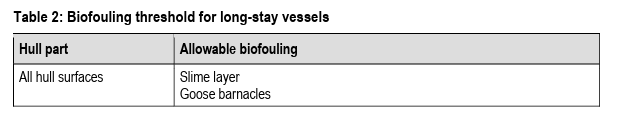 Table 2: Biofouling threshold for long-stay vessels
Hull part Allowable biofouling
All hull surfaces Slime layer
Goose barnacles